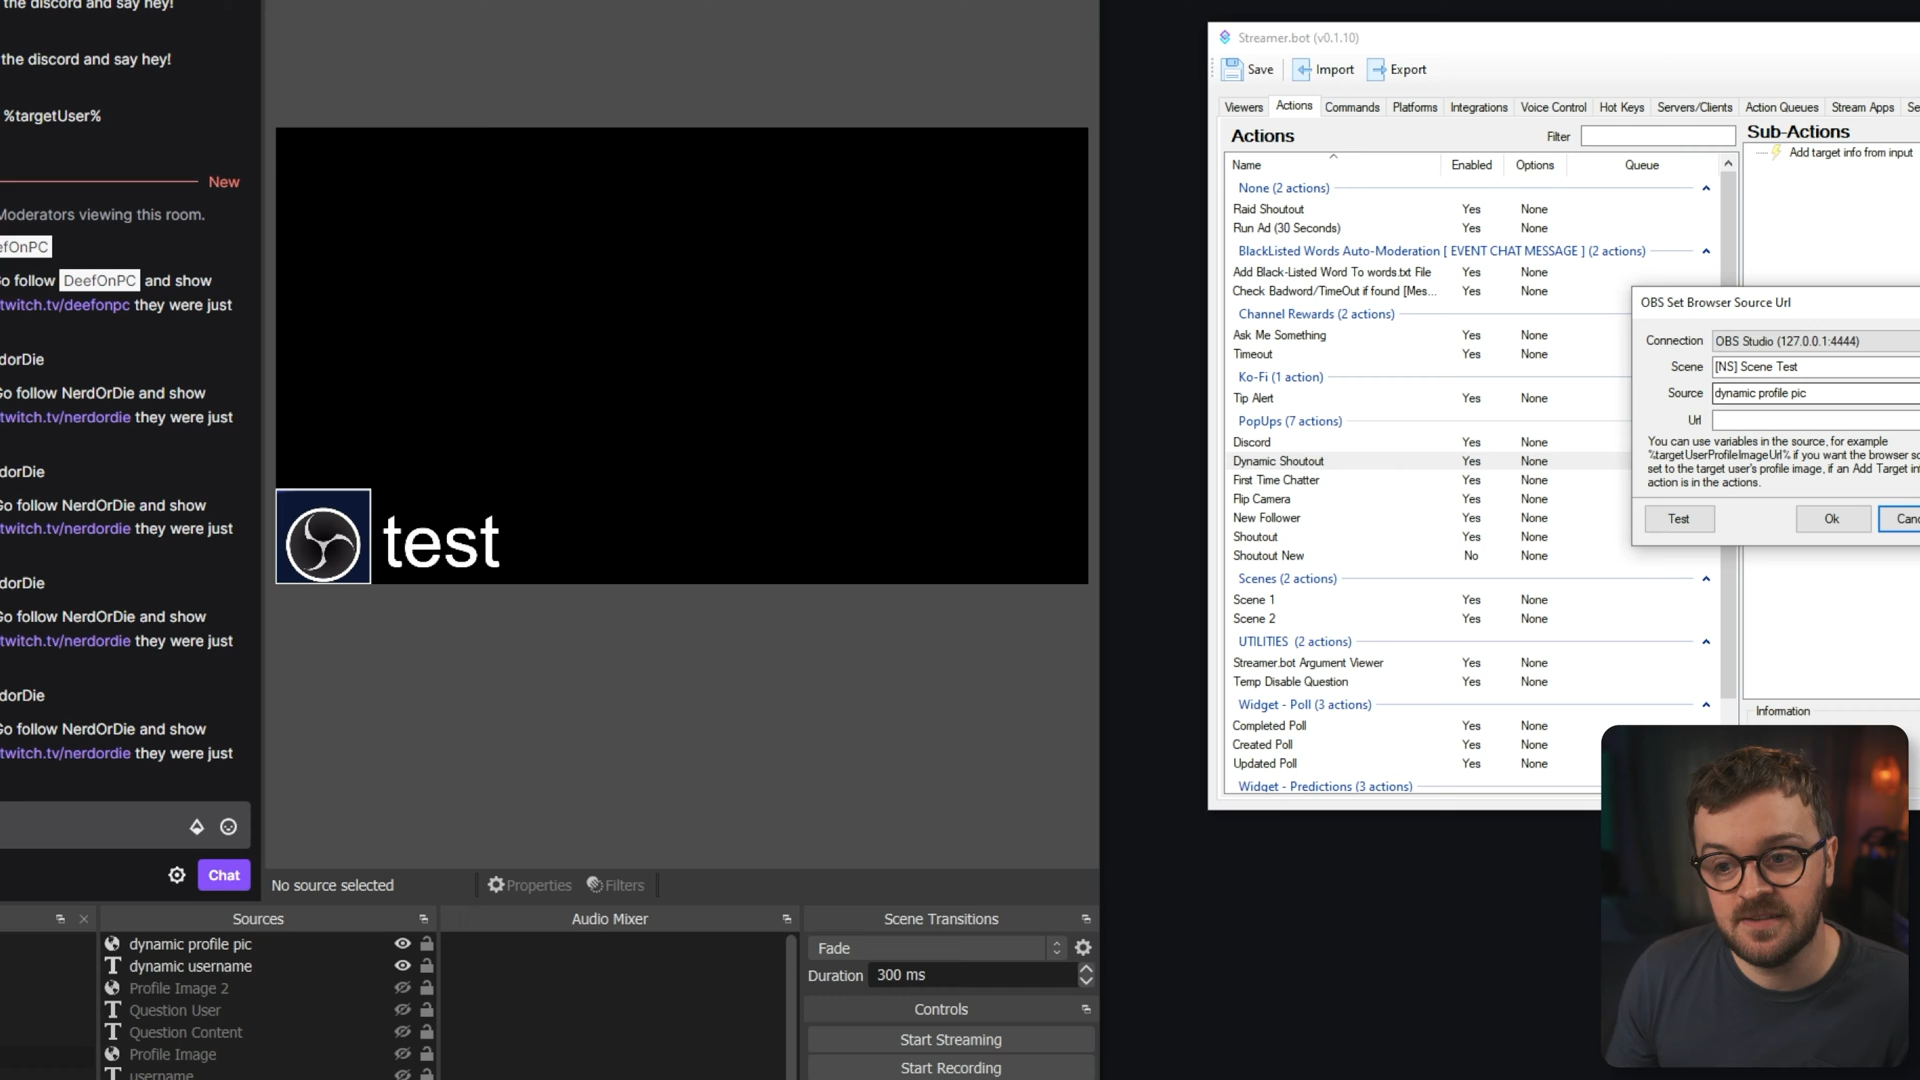 the discord and say hey!
the discord and say hey!
%targetUser%
New
Moderators viewing this room.
efOnPC
Go follow DeefOnPC and show
twitch.tv/deefonpc they were just
dorDie
Go follow NerdOrDie and show
twitch.tv/nerdordie they were just
dorDie
Go follow NerdOrDie and show
twitch.tv/nerdordie they were just
dorDie
Go follow NerdOrDie and show
twitch.tv/nerdordie they were just
dorDie
Go follow NerdOrDie and show
twitch.tv/nerdordie they were just
Chat
test
No source selected
Properties
Filters
Sources
dynamic profile pic
dynamic username
Profile Image 2
Question User
Question Content
Profile Image
username
Audio Mixer
Scene Transitions
Fade
Duration 300 ms
Controls
Start Streaming
Start Recording
Streamer.bot (v0.1.10)
Save Import Export
Viewers Actions Commands Platforms Integrations Voice Control Hot Keys Servers/Clients Action Queues Stream Apps Se
Actions
Filter
Name Enabled Options Queue
None (2 actions)
Raid Shoutout Yes None
Run Ad (30 Seconds) Yes None
BlackListed Words Auto-Moderation [ EVENT CHAT MESSAGE ] (2 actions)
Add Black-Listed Word To words.txt File Yes None
Check Badword/TimeOut if found [Mes... Yes None
Channel Rewards (2 actions)
Ask Me Something Yes None
Timeout Yes None
Ko-Fi (1 action)
Tip Alert Yes None
PopUps (7 actions)
Discord Yes None
Dynamic Shoutout Yes None
First Time Chatter Yes None
Flip Camera Yes None
New Follower Yes None
Shoutout Yes None
Shoutout New No None
Scenes (2 actions)
Scene 1 Yes None
Scene 2 Yes None
UTILITIES (2 actions)
Streamer.bot Argument Viewer Yes None
Temp Disable Question Yes None
Widget - Poll (3 actions)
Completed Poll Yes None
Created Poll Yes None
Updated Poll Yes None
Widget - Predictions (3 actions)
Sub-Actions
Add target info from input
OBS Set Browser Source Url
Connection OBS Studio (127.0.0.1:4444)
Scene [NS] Scene Test
Source dynamic profile pic
Url
You can use variables in the source, for example
%targetUserProfileImageUrl% if you want the browser so
set to the target user's profile image, if an Add Target in
action is in the actions.
Test Ok Canc
Information